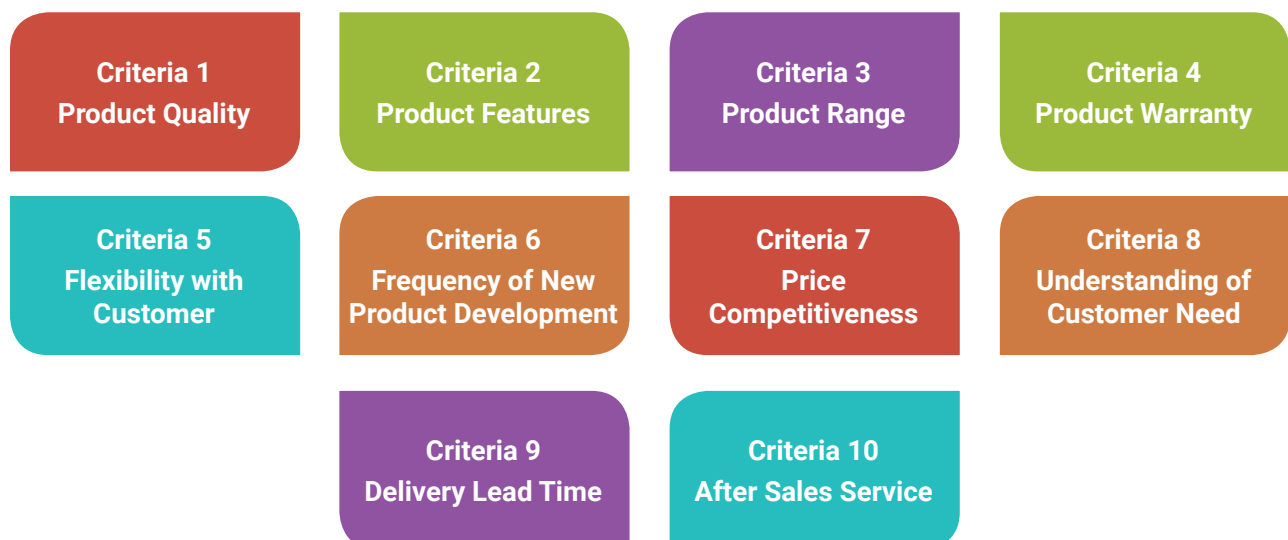 Criteria 1
Product Quality
Criteria 2
Product Features
Criteria 3
Product Range
Criteria 4
Product Warranty
Criteria 5
Flexibility with
Customer
Criteria 6
Frequency of New
Product Development
Criteria 7
Price
Competitiveness
Criteria 8
Understanding of
Customer Need
Criteria 9
Delivery Lead Time
Criteria 10
After Sales Service